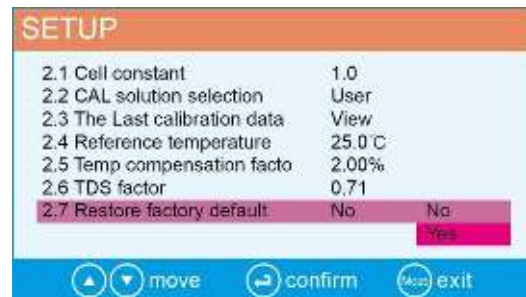 SETUP
2.1 Cell constant 1.0
2.2 CAL solution selection User
2.3 The Last calibration data View
2.4 Reference temperature 25.0℃
2.5 Temp compensation facto 2.00%
2.6 TDS factor 0.71
2.7 Restore factory default No No
Yes
move confirm exit